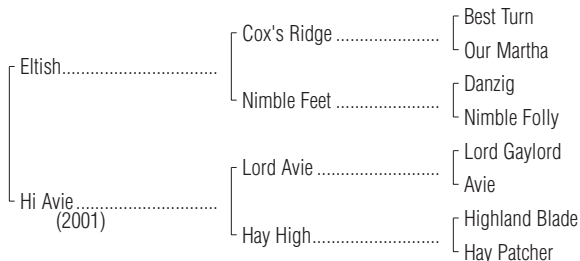 Best Turn
Cox's Ridge ....................
Our Martha
Eltish..............................
Danzig
Nimble Feet ....................
Nimble Folly
Lord Gaylord
Lord Avie .......................
Avie
Hi Avie...........................
(2001)
Highland Blade
Hay High........................
Hay Patcher